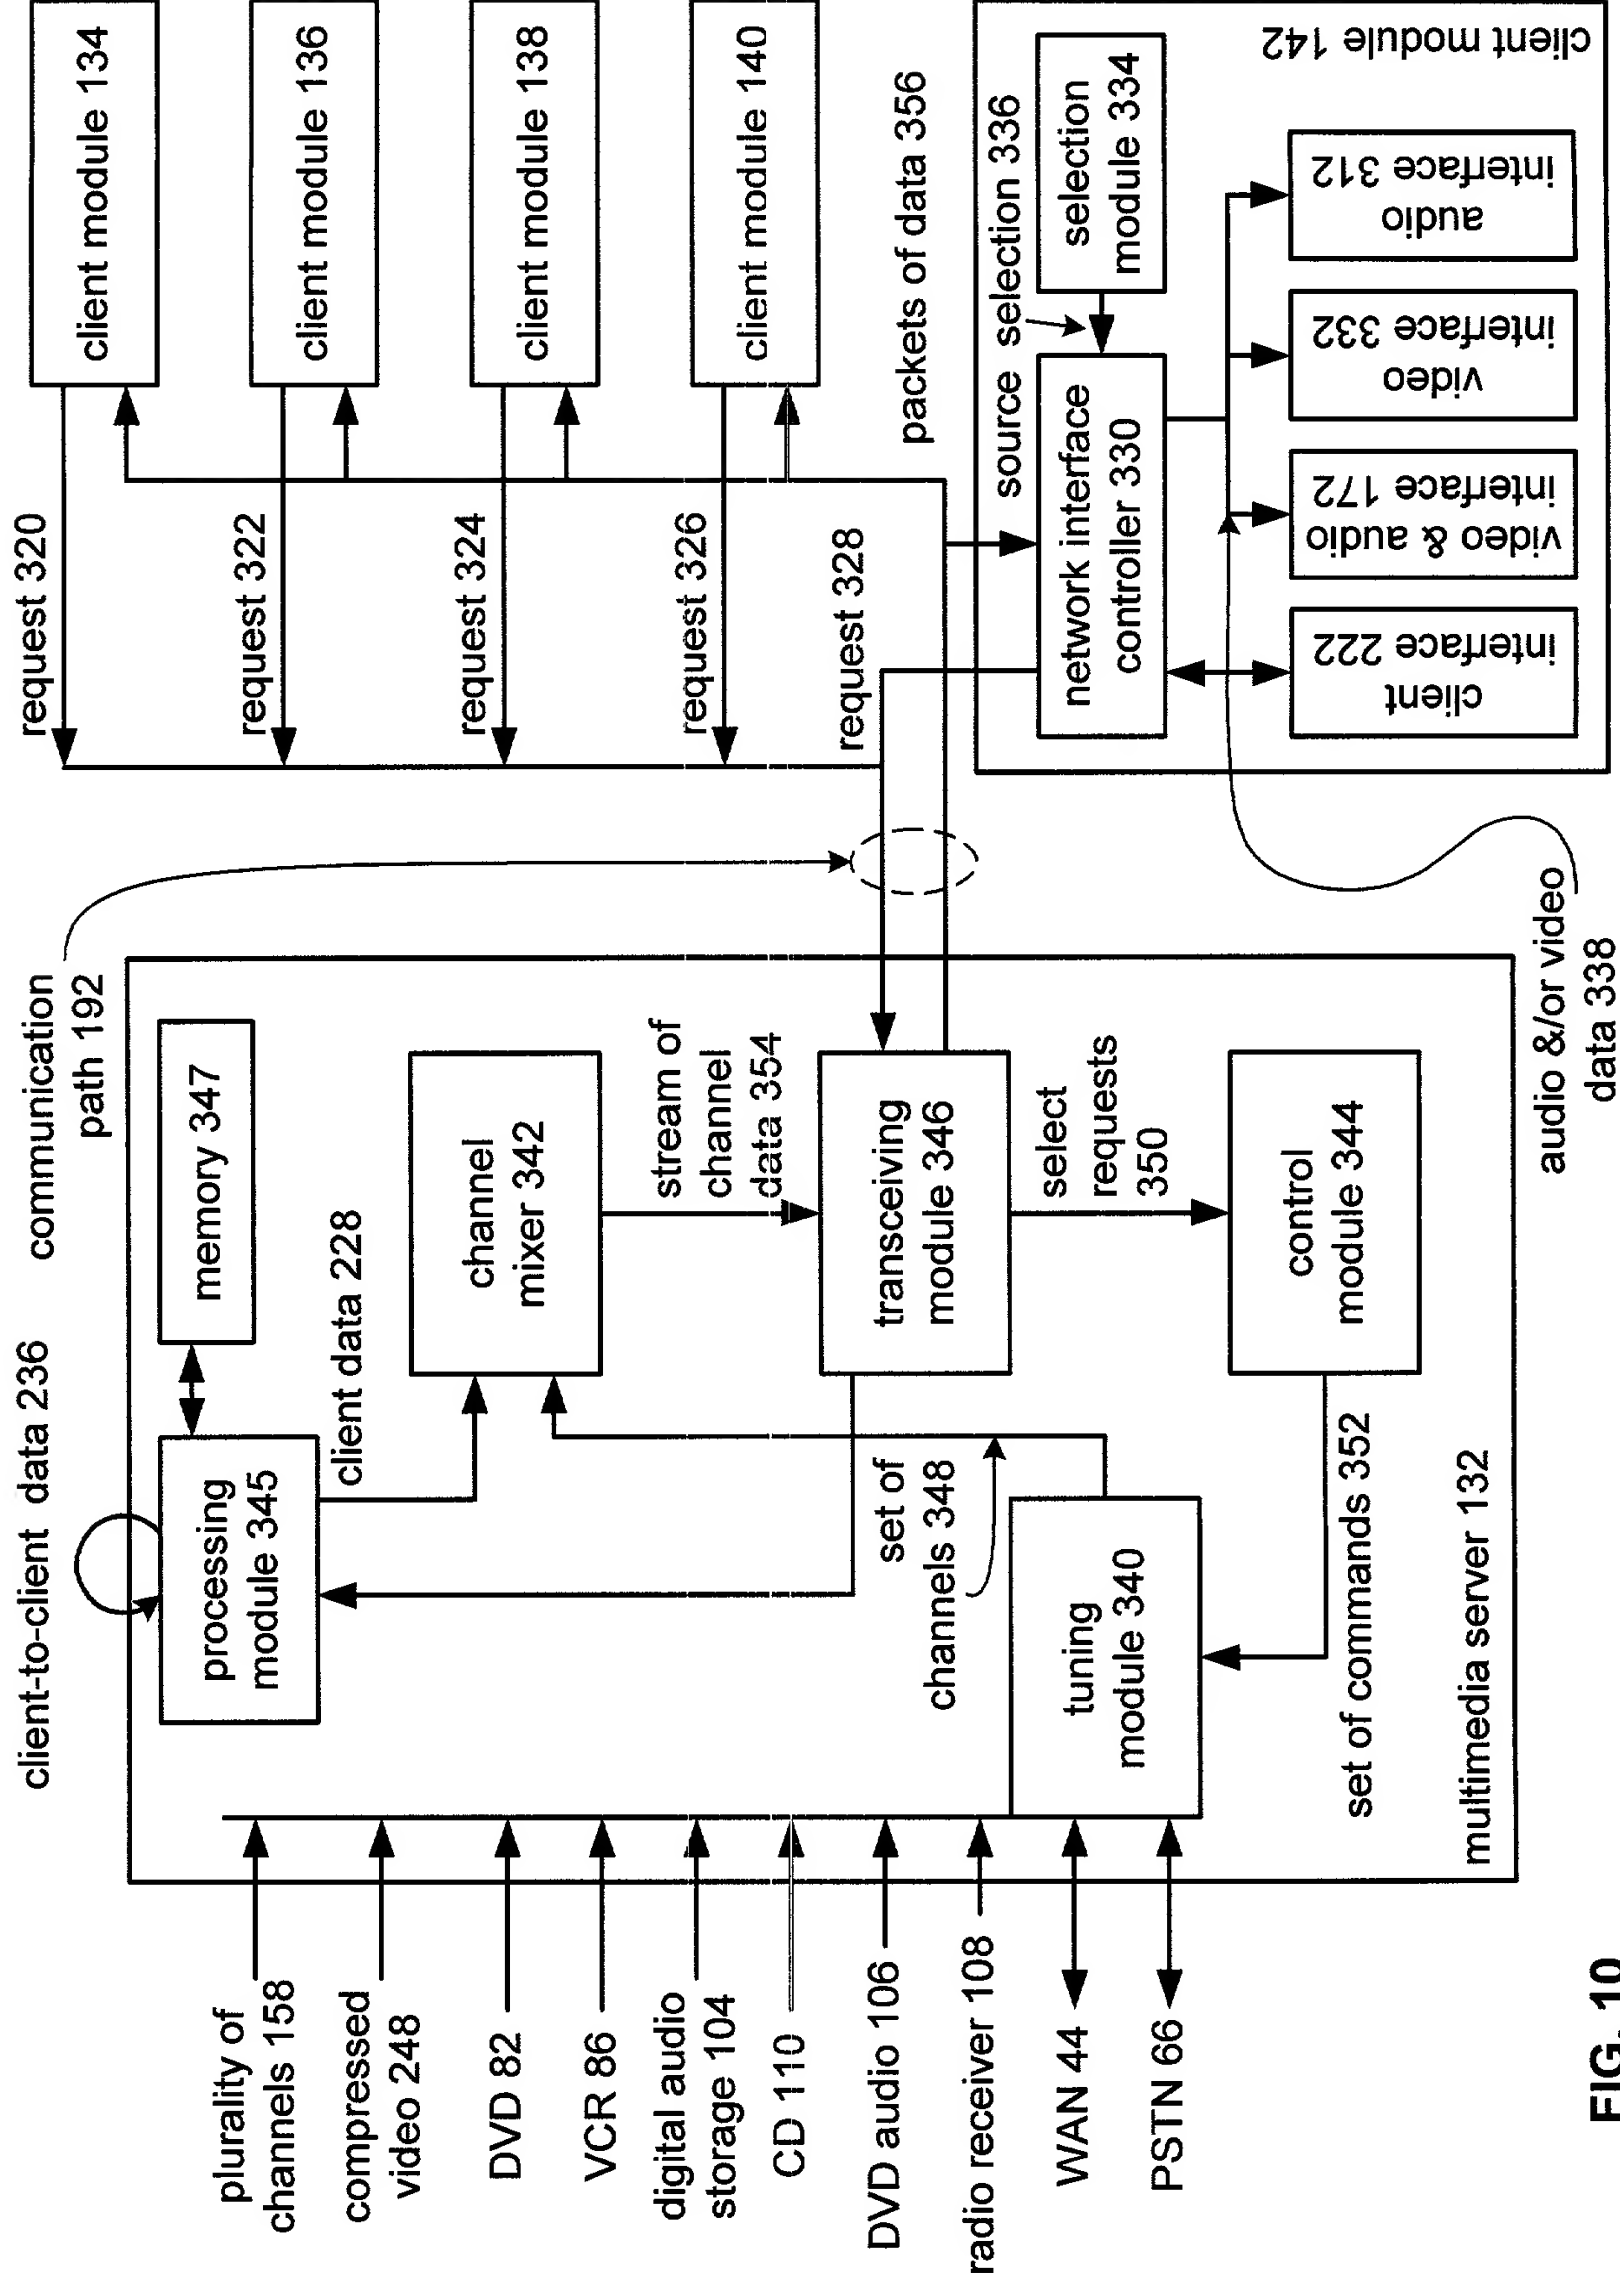 client-to-client data 236
communication
path 192
request 320
client module 134
request 322
client module 136
request 324
client module 138
request 326
client module 140
request 328
packets of data 356
processing
module 345
memory 347
client data 228
channel
mixer 342
stream of
channel
data 354
transceiving
module 346
select
requests
350
control
module 344
set of
channels 348
tuning
module 340
set of commands 352
multimedia server 132
plurality of
channels 158
compressed
video 248
DVD 82
VCR 86
digital audio
storage 104
CD 110
DVD audio 106
radio receiver 108
WAN 44
PSTN 66
source selection 336
selection
module 334
network interface
controller 330
client
interface 222
video & audio
interface 172
video
interface 332
audio
interface 312
client module 142
audio &/or video
data 338
FIG. 10